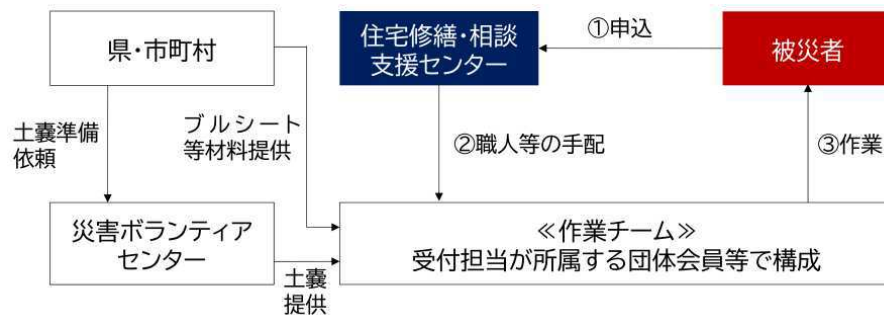 県・市町村
住宅修繕・相談
支援センター
①申込
被災者
土嚢準備
依頼
ブルシート
等材料提供
②職人等の手配
③作業
災害ボランティア
センター
土嚢
提供
≪作業チーム≫
受付担当が所属する団体会員等で構成